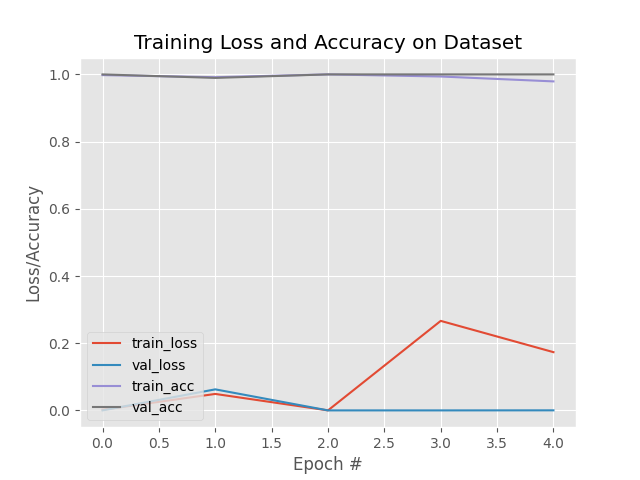 Training Loss and Accuracy on Dataset
Loss/Accuracy
1.0
0.8
0.6
0.4
0.2
0.0
train_loss
val_loss
train_acc
val_acc
0.0 0.5 1.0 1.5 2.0 2.5 3.0 3.5 4.0
Epoch #